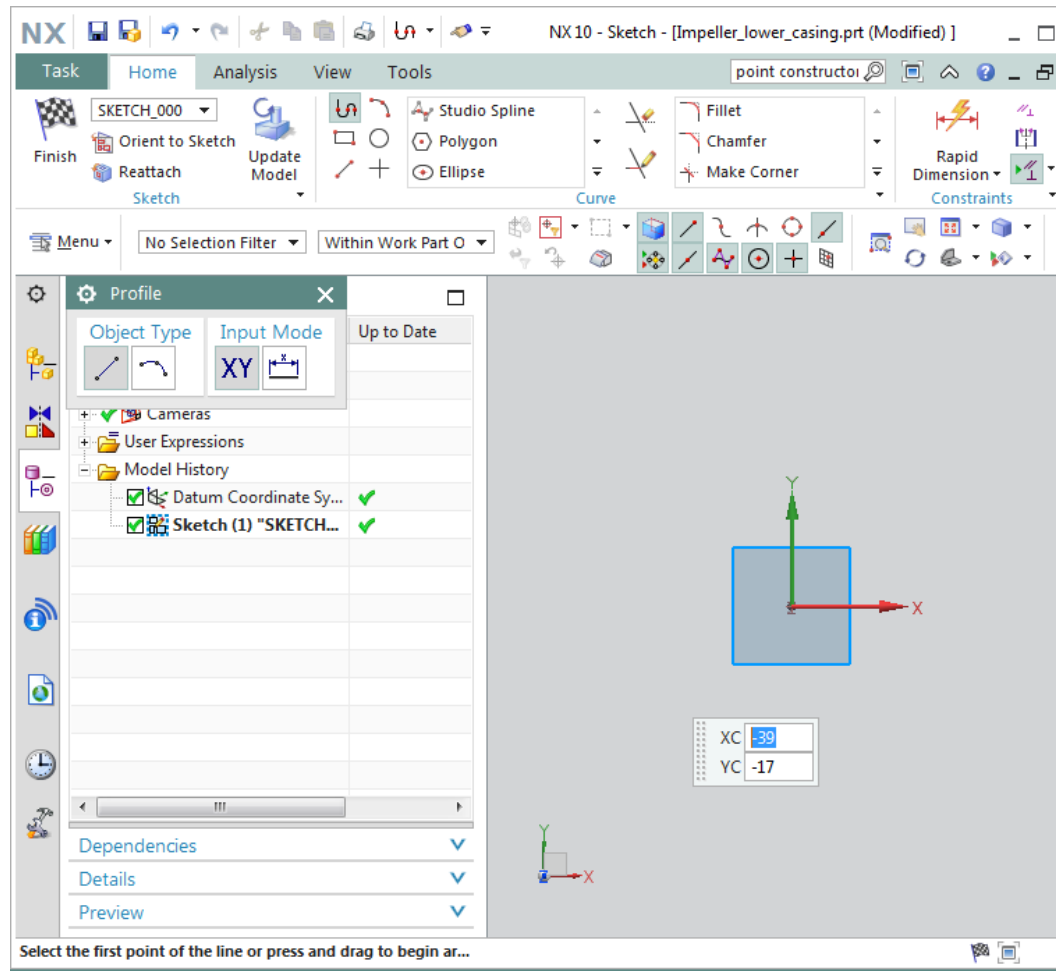 NX NX 10 - Sketch - [Impeller_lower_casing.prt (Modified) ]
Task Home Analysis View Tools point constructor
SKETCH_000 Studio Spline Fillet
Orient to Sketch Polygon Chamfer
Finish Update Rapid
Reattach Model Ellipse Make Corner Dimension
Sketch Curve Constraints
Menu No Selection Filter Within Work Part O
Profile
Object Type Input Mode Up to Date
XY
Cameras
User Expressions
Model History
Datum Coordinate Sy...
Sketch (1) "SKETCH...
Y
X
XC -39
YC -17
Y
X
Dependencies
Details
Preview
Select the first point of the line or press and drag to begin ar...